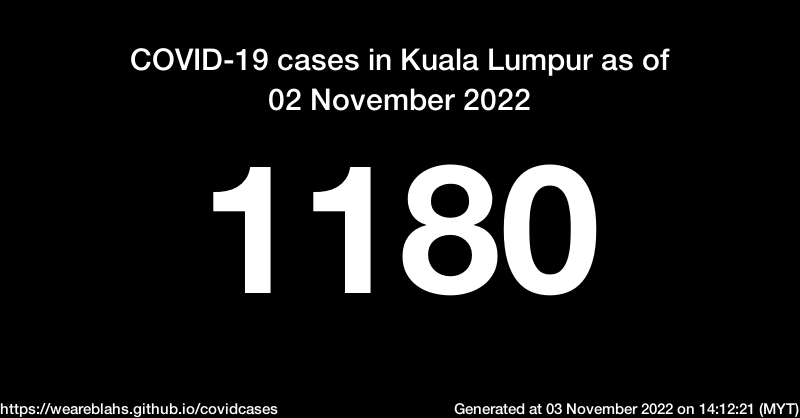 COVID-19 cases in Kuala Lumpur as of
02 November 2022
1180
https://weareblahs.github.io/covidcases
Generated at 03 November 2022 on 14:12:21 (MYT)